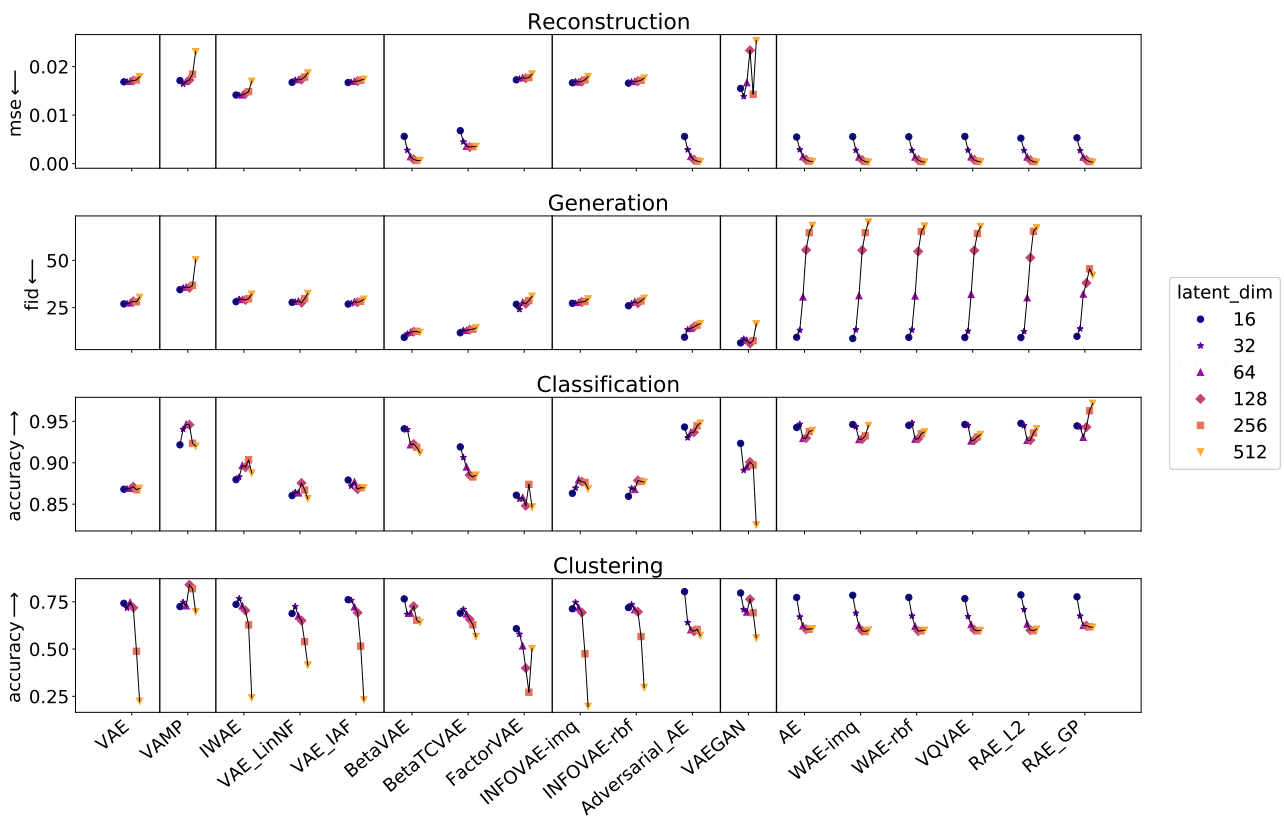 Reconstruction
mse ⟵
0.02
0.01
0.00
Generation
fid ⟵
50
25
Classification
accuracy ⟶
0.95
0.90
0.85
Clustering
accuracy ⟶
0.75
0.50
0.25
VAE
VAMP
IWAE
VAE_LinNF
VAE_IAF
BetaVAE
BetaTCVAE
FactorVAE
INFOVAE-imq
INFOVAE-rbf
Adversarial_AE
VAEGAN
AE
WAE-imq
WAE-rbf
VQVAE
RAE_L2
RAE_GP
latent_dim
16
32
64
128
256
512